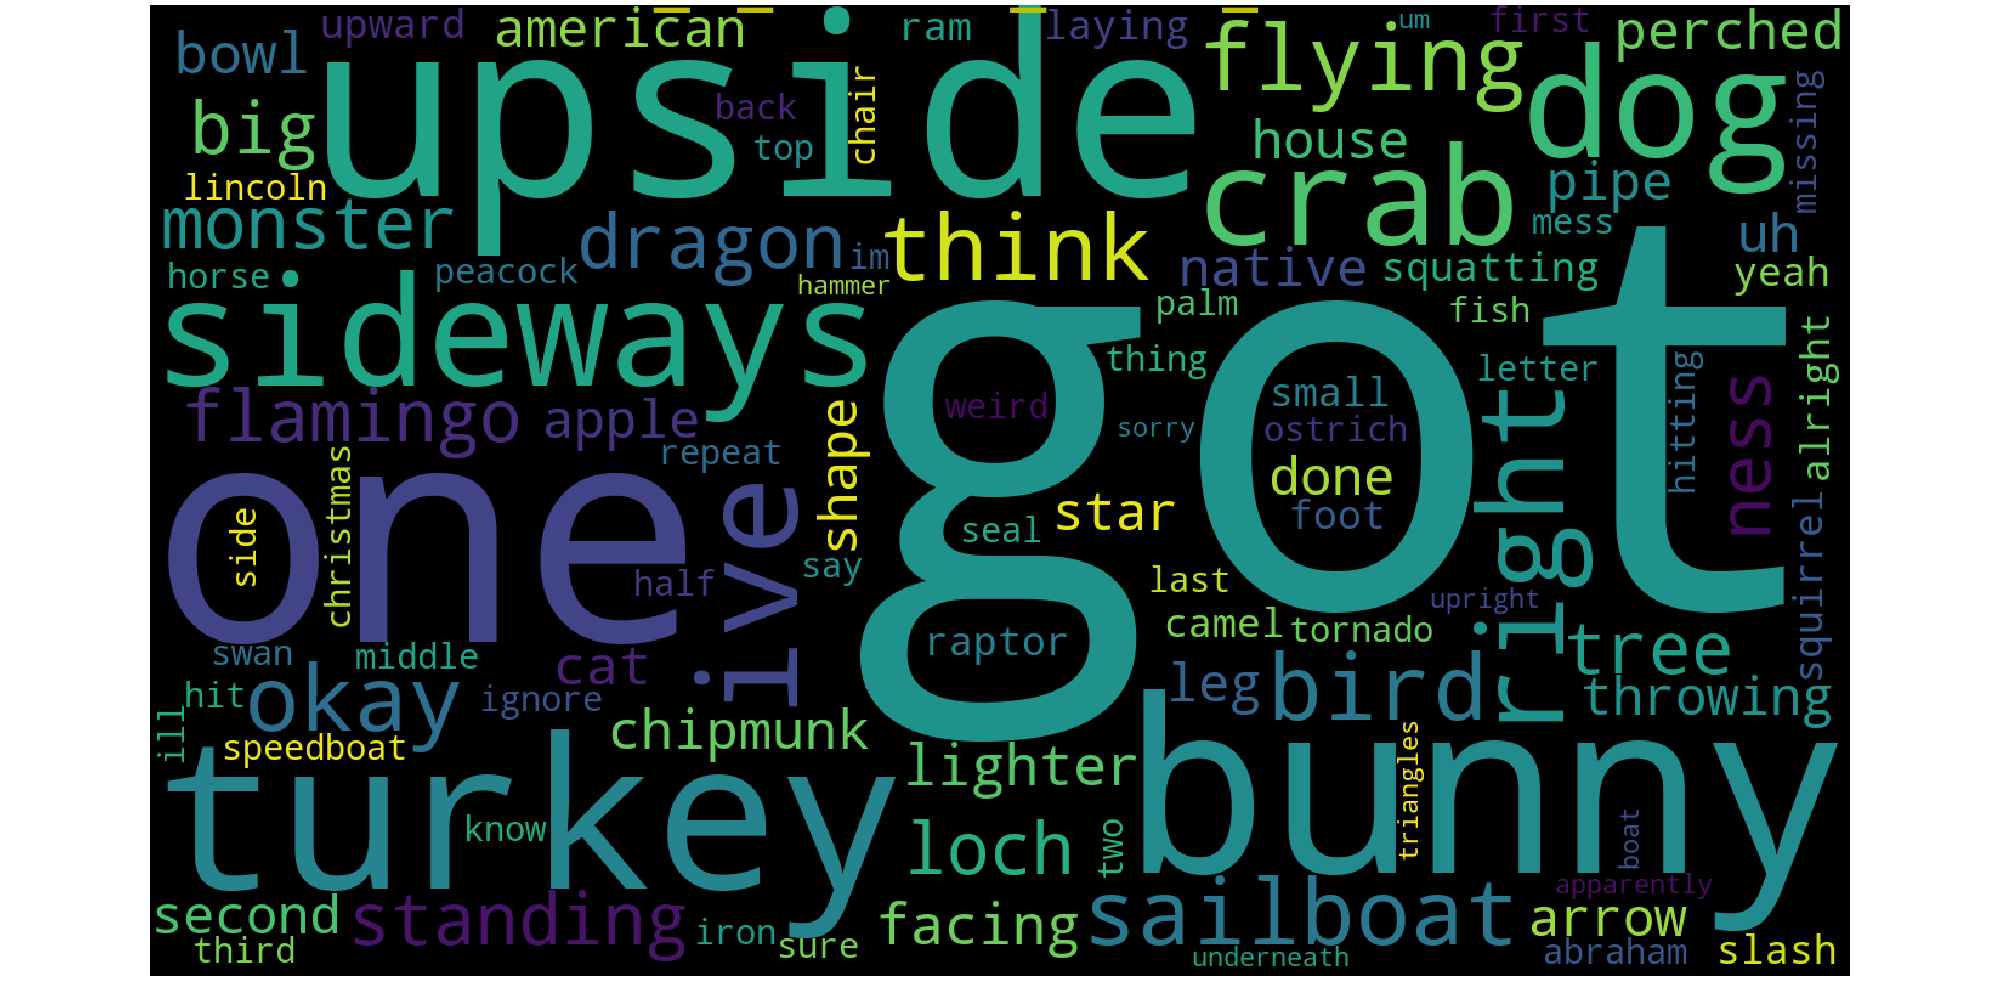 upward
american
ram
laying
um
first
perched
bowl
upside
flying
dog
big
back
chair
top
house
missing
lincoln
crab
pipe
monster
dragon
im
think
mess
uh
horse
peacock
hammer
native
squatting
yeah
sideways
palm
fish
got
thing
letter
alright
flamingo
apple
shape
weird
small
right
hitting
ness
repeat
sorry
ostrich
one
christmas
side
ive
star
done
foot
seal
say
half
last
squirrel
upright
raptor
camel
tornado
tree
swan
middle
cat
leg
bird
throwing
hit
okay
ignore
ill
speedboat
chipmunk
lighter
bunny
turkey
know
loch
two
triangles
boat
second
standing
iron
sure
facing
sailboat
apparently
arrow
third
underneath
abraham
slash